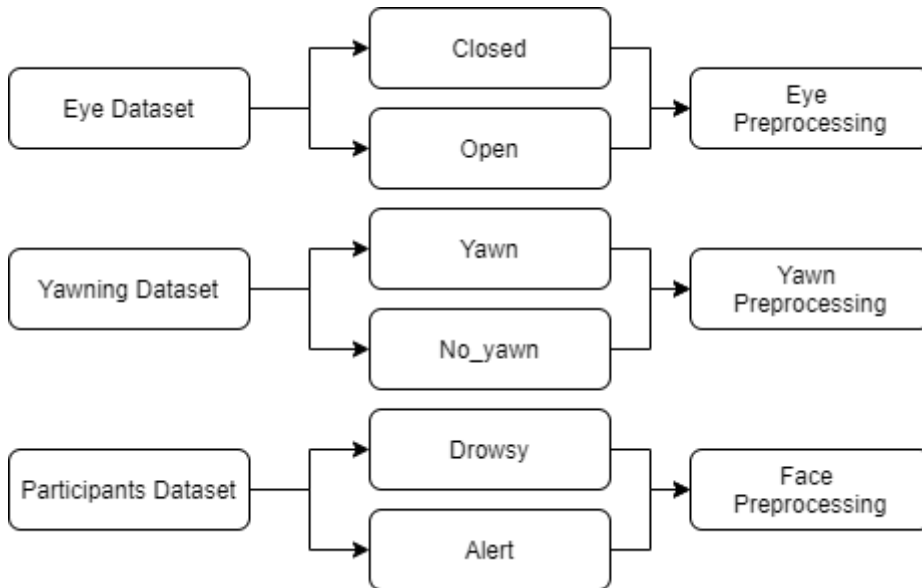 Eye Dataset
Closed
Open
Eye
Preprocessing
Yawning Dataset
Yawn
No_yawn
Yawn
Preprocessing
Participants Dataset
Drowsy
Alert
Face
Preprocessing